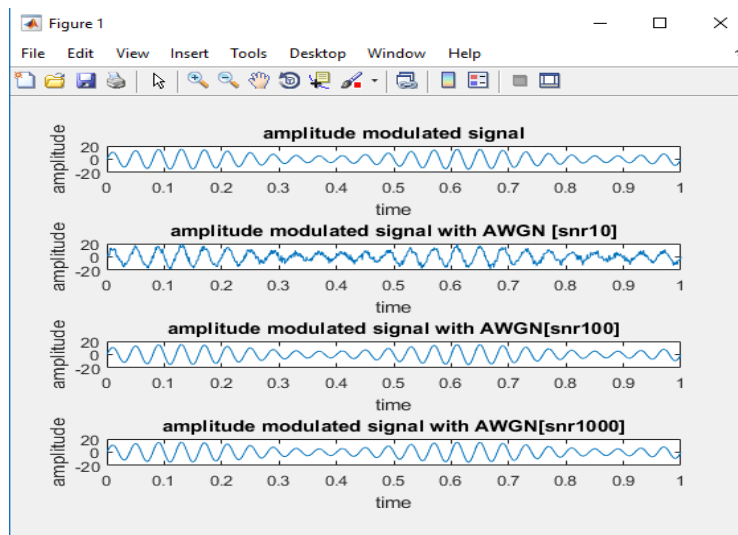 Figure 1
File Edit View Insert Tools Desktop Window Help
amplitude modulated signal
amplitude
20
0
-20
0 0.1 0.2 0.3 0.4 0.5 0.6 0.7 0.8 0.9 1
time
amplitude modulated signal with AWGN [snr10]
amplitude
20
0
-20
0 0.1 0.2 0.3 0.4 0.5 0.6 0.7 0.8 0.9 1
time
amplitude modulated signal with AWGN[snr100]
amplitude
20
0
-20
0 0.1 0.2 0.3 0.4 0.5 0.6 0.7 0.8 0.9 1
time
amplitude modulated signal with AWGN[snr1000]
amplitude
20
0
-20
0 0.1 0.2 0.3 0.4 0.5 0.6 0.7 0.8 0.9 1
time